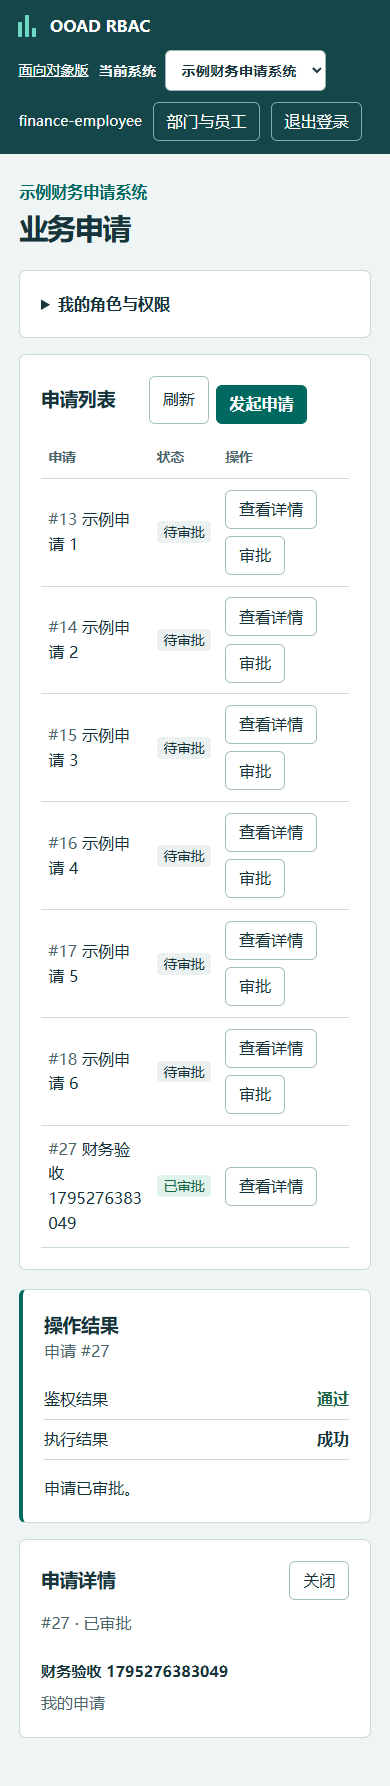 OOAD RBAC
面向对象版 当前系统 示例财务申请系统
finance-employee 部门与员工 退出登录
示例财务申请系统
业务申请
我的角色与权限
申请列表 刷新 发起申请
申请 状态 操作
#13 示例申
请 1
待审批
查看详情
审批
#14 示例申
请 2
待审批
查看详情
审批
#15 示例申
请 3
待审批
查看详情
审批
#16 示例申
请 4
待审批
查看详情
审批
#17 示例申
请 5
待审批
查看详情
审批
#18 示例申
请 6
待审批
查看详情
审批
#27 财务验
收
1795276383
049
已审批
查看详情
操作结果
申请 #27
鉴权结果 通过
执行结果 成功
申请已审批。
申请详情 关闭
#27 · 已审批
财务验收 1795276383049
我的申请